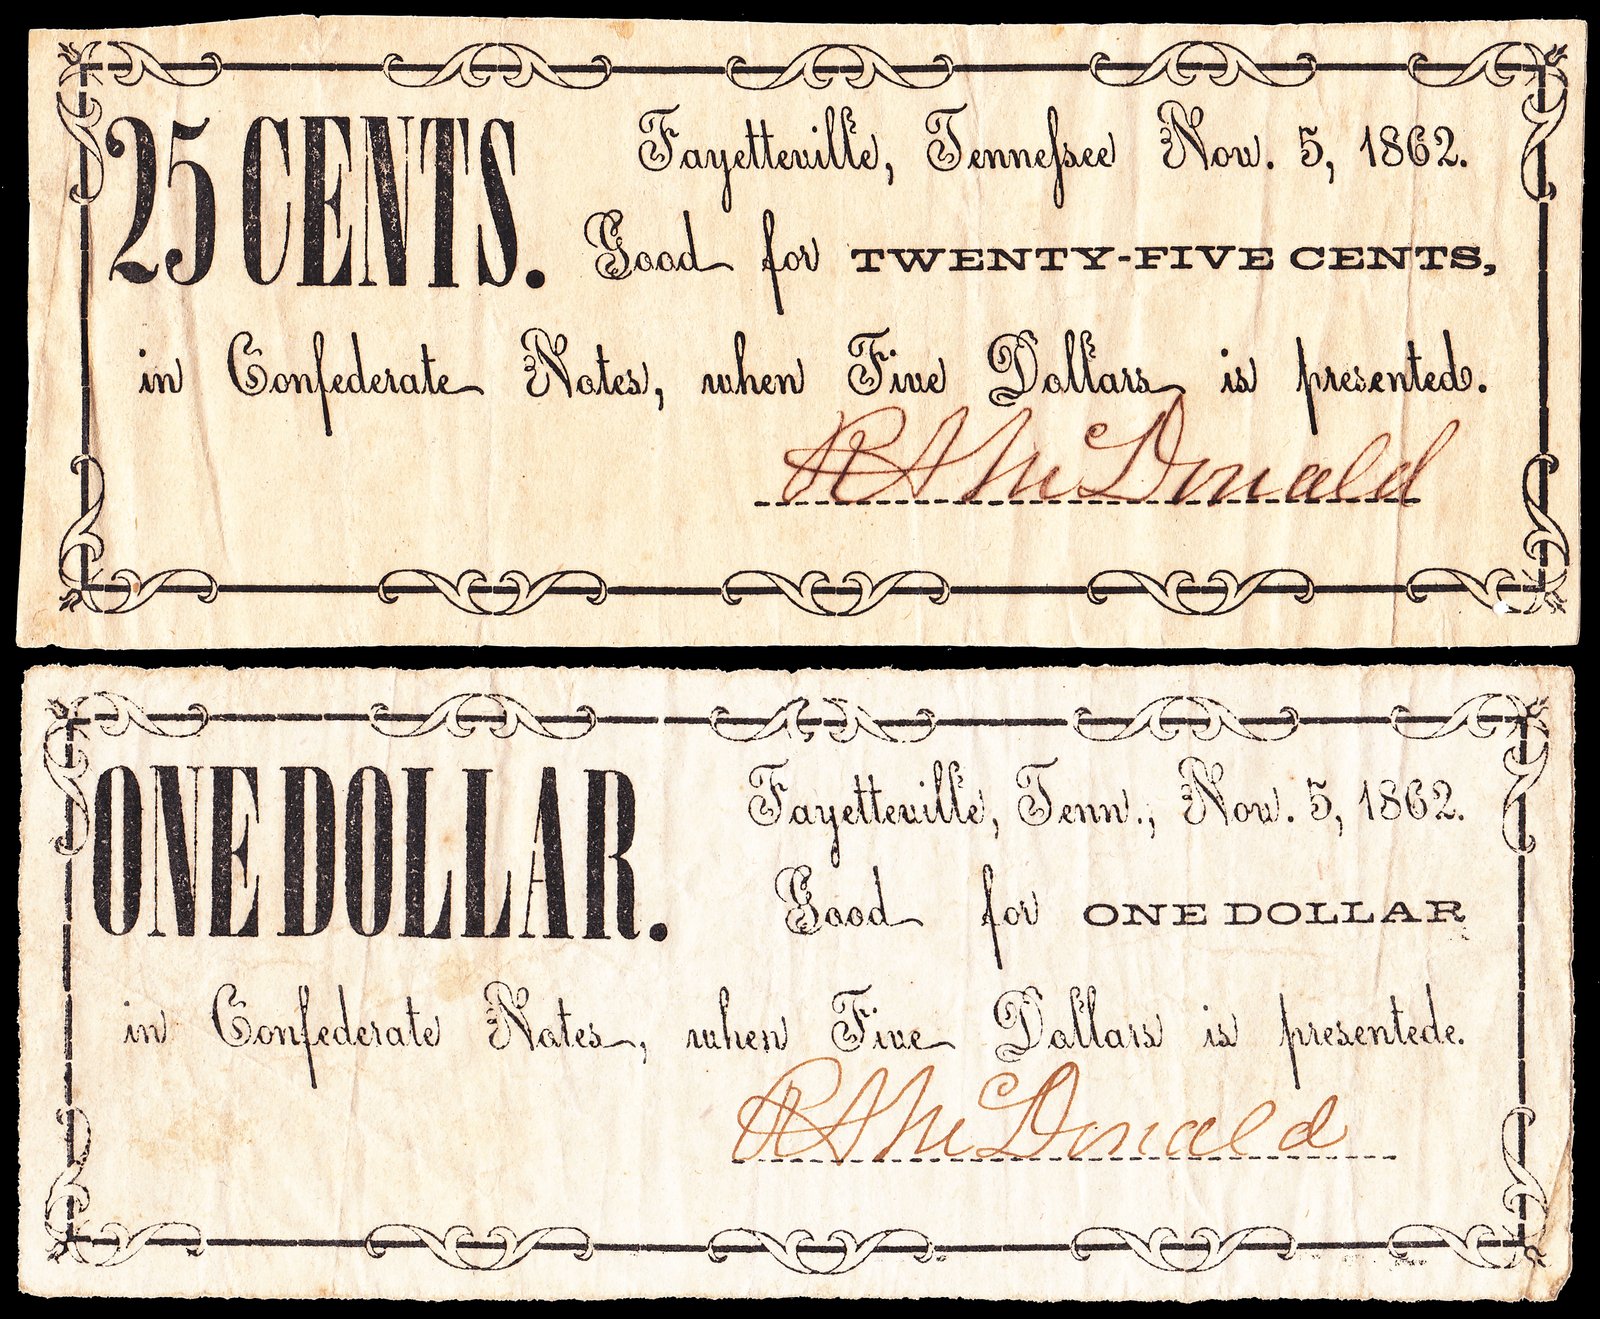 25 CENTS.
Fayetteville, Tenneſsee Nov. 5, 1862.
Good for TWENTY-FIVE CENTS,
in Confederate Notes, when Five Dollars is presented.
R A McDonald
ONE DOLLAR.
Fayetteville, Tenn., Nov. 5, 1862.
Good for ONE DOLLAR
in Confederate Notes, when Five Dollars is presentede.
R A McDonald